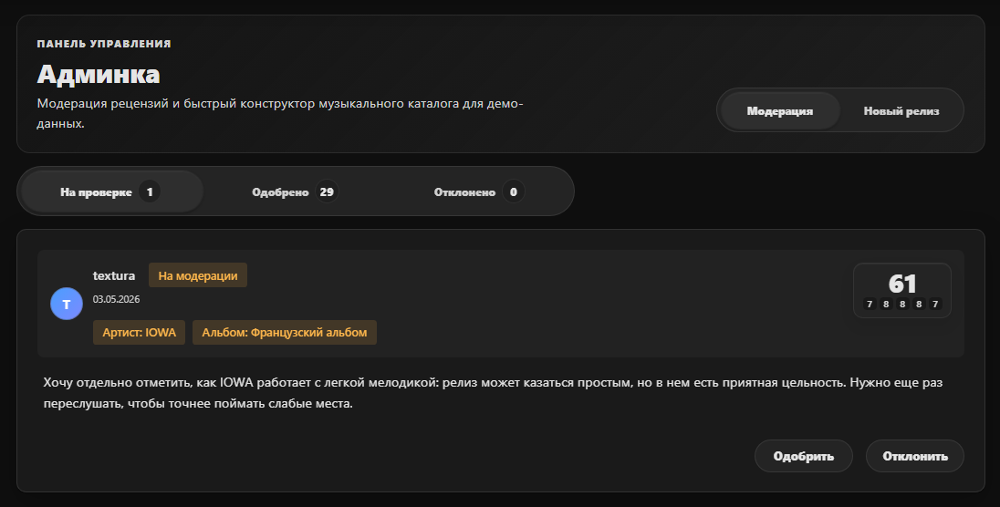 ПАНЕЛЬ УПРАВЛЕНИЯ
Админка
Модерация рецензий и быстрый конструктор музыкального каталога для демо-
данных.
Модерация Новый релиз
На проверке 1 Одобрено 29 Отклонено 0
textura На модерации
03.05.2026
T
Артист: IOWA Альбом: Французский альбом
61
7 8 8 8 7
Хочу отдельно отметить, как IOWA работает с легкой мелодикой: релиз может казаться простым, но в нем есть приятная цельность. Нужно еще раз
переслушать, чтобы точнее поймать слабые места.
Одобрить Отклонить